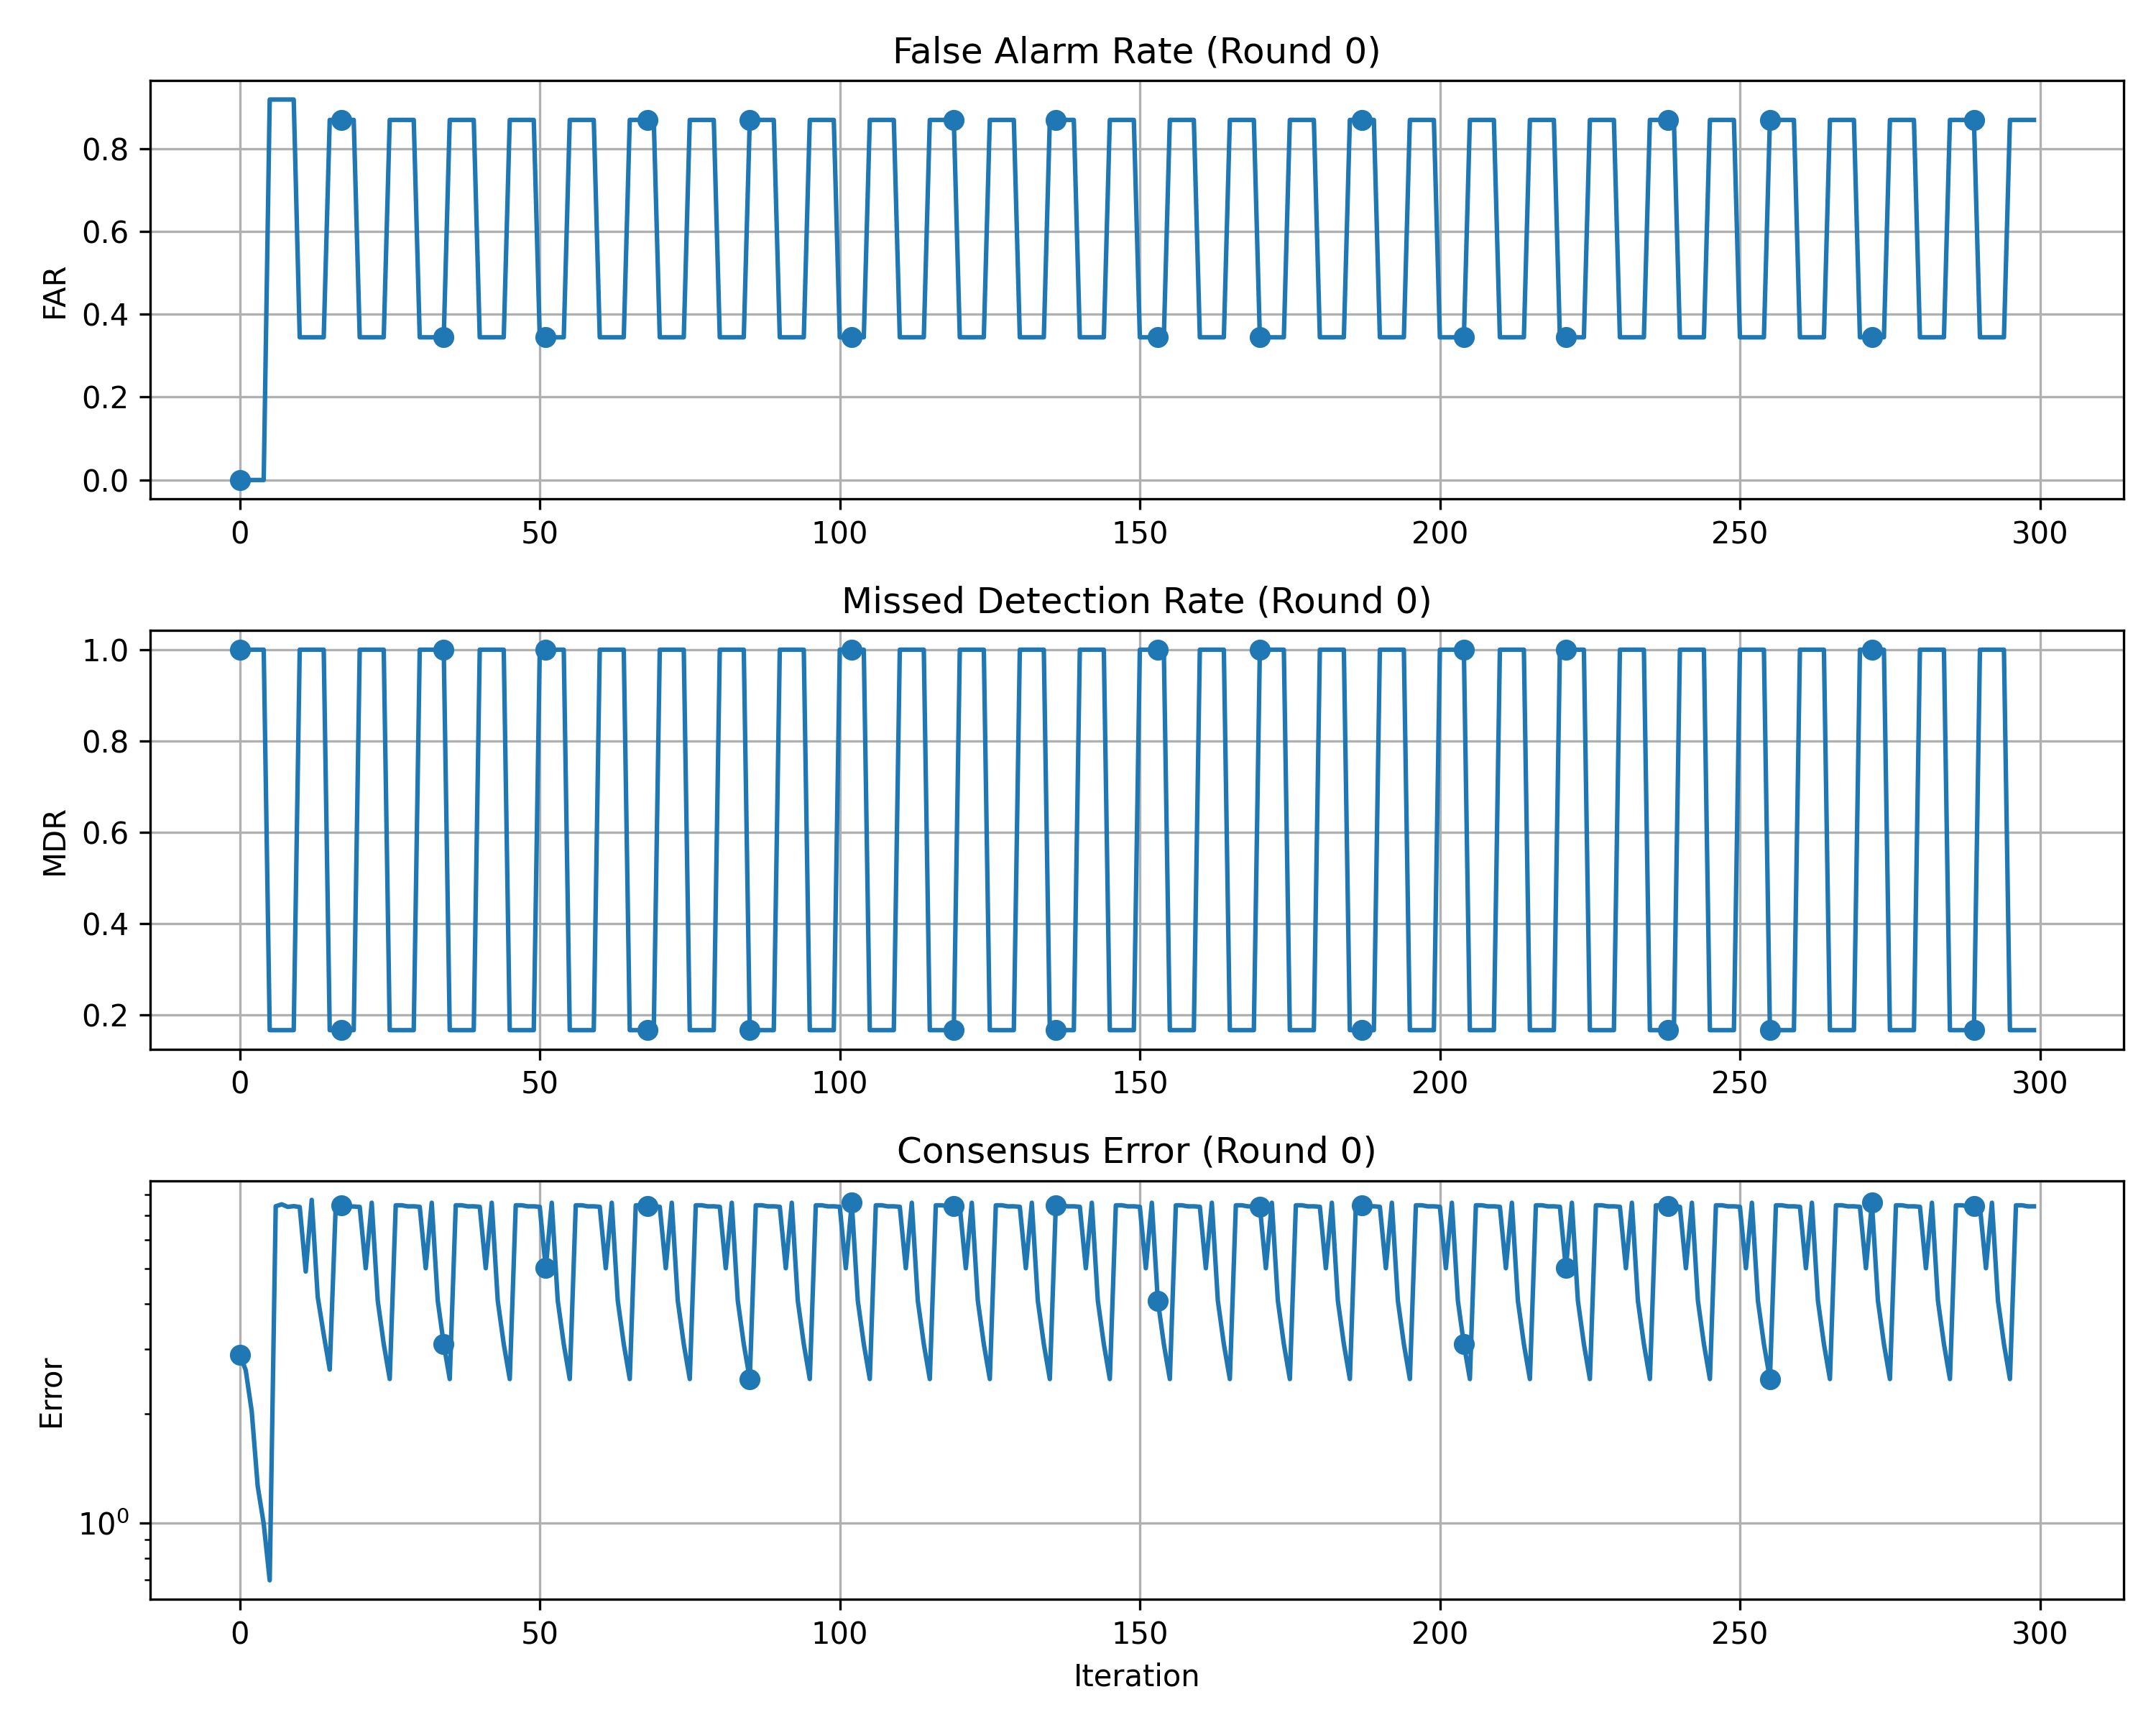 False Alarm Rate (Round 0)
FAR
0.8
0.6
0.4
0.2
0.0
0 50 100 150 200 250 300
Missed Detection Rate (Round 0)
MDR
1.0
0.8
0.6
0.4
0.2
0 50 100 150 200 250 300
Consensus Error (Round 0)
Error
10⁰
0 50 100 150 200 250 300
Iteration